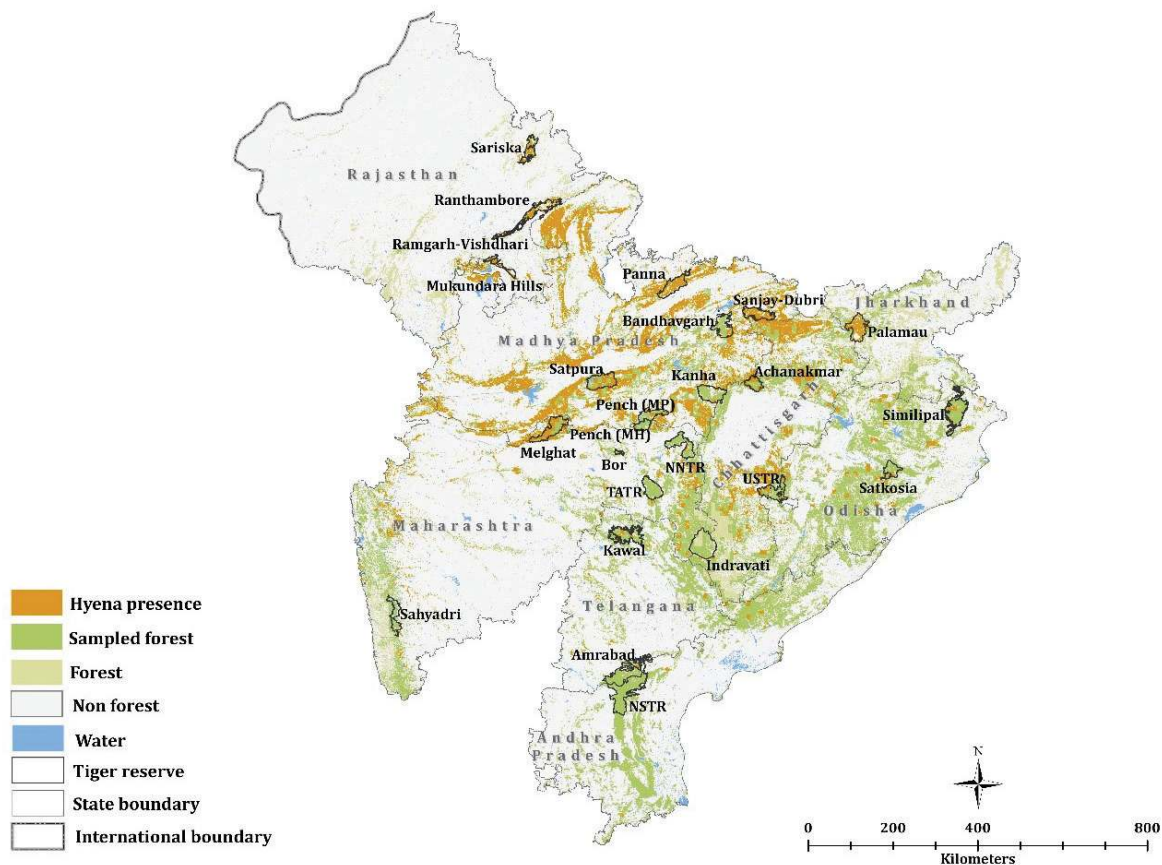 Sariska
Rajasthan
Ranthambore
Ramgarh-Vishdhari
Mukundara Hills
Panna
Sanjay-Dubri
Jharkhand
Bandhavgarh
Palamau
Madhya Pradesh
Satpura
Kanha
Achanakmar
Pench (MP)
Similipal
Pench (MH)
Melghat
Chhattisgarh
Bor
NNTR
USTR
Satkosia
TATR
Odisha
Maharashtra
Kawal
Indravati
Telangana
Sahyadri
Amrabad
NSTR
Andhra
Pradesh
Hyena presence
Sampled forest
Forest
Non forest
Water
Tiger reserve
State boundary
International boundary
N
0 200 400 800
Kilometers